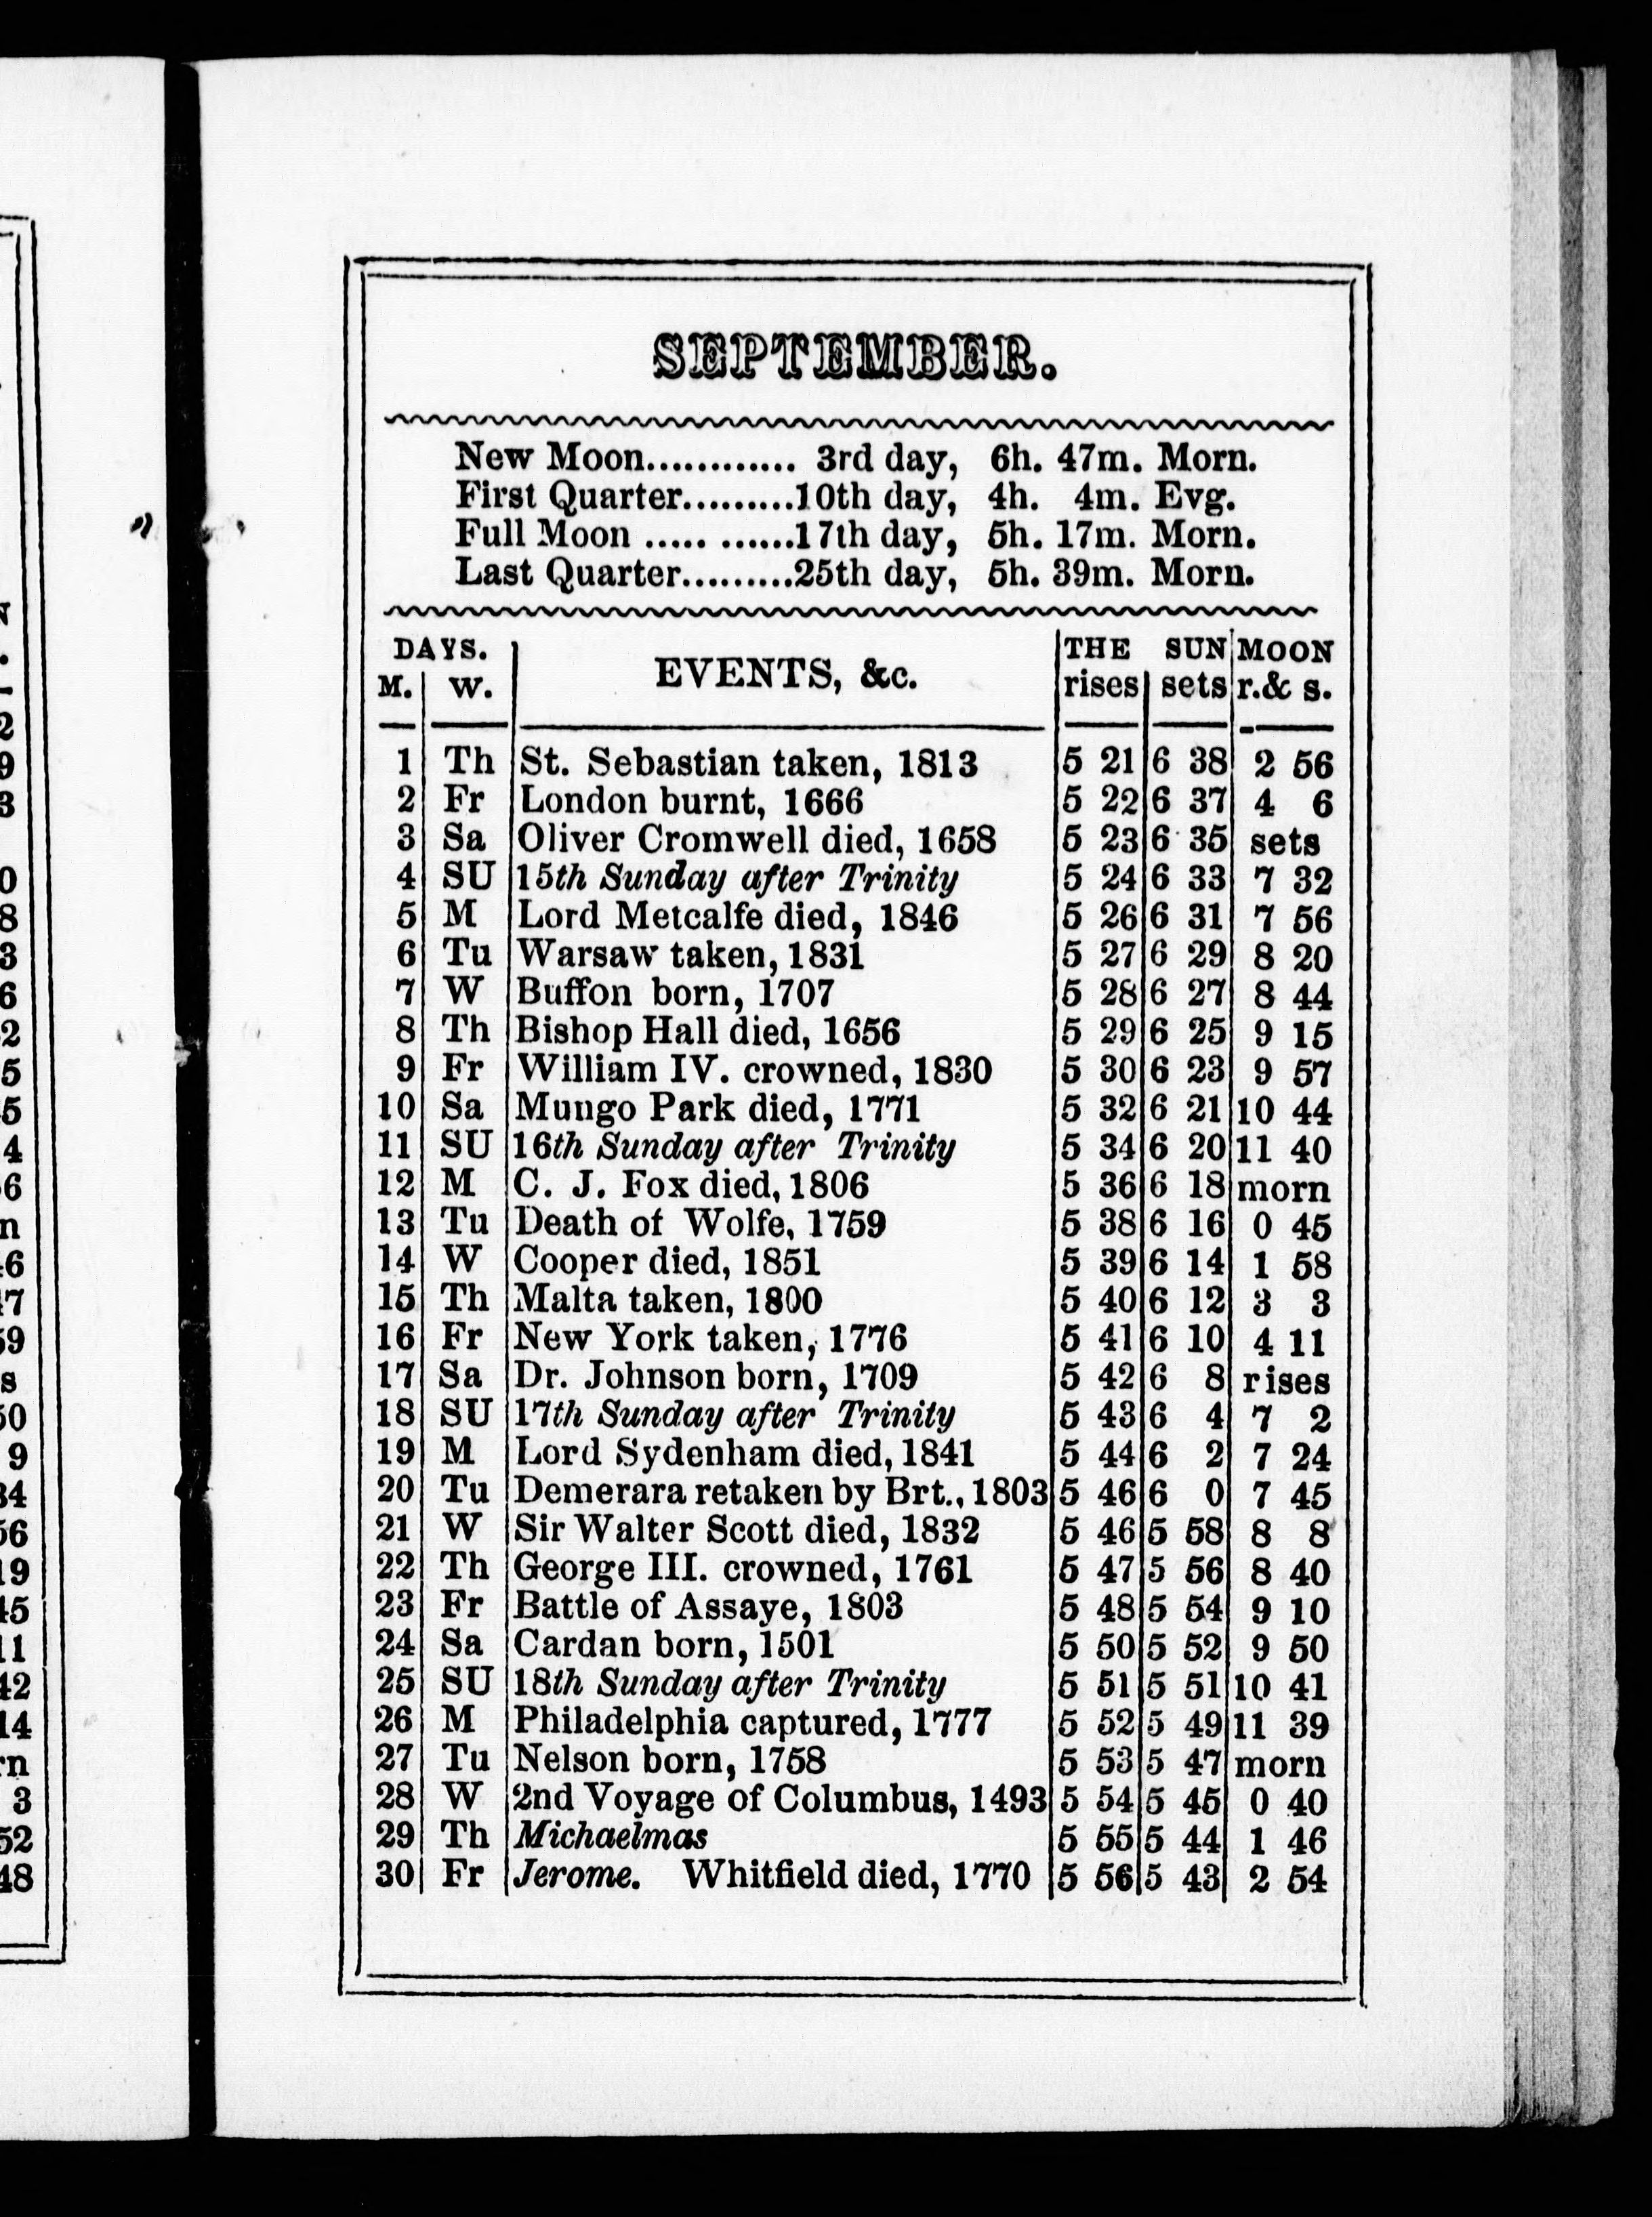 SEPTEMBER.
New Moon............ 3rd day, 6h. 47m. Morn.
First Quarter.........10th day, 4h. 4m. Evg.
Full Moon ..... ......17th day, 5h. 17m. Morn.
Last Quarter.........25th day, 5h. 39m. Morn.
DAYS. EVENTS, &c. THE SUN MOON
M. W. rises sets r.& s.
1 Th St. Sebastian taken, 1813 5 21 6 38 2 56
2 Fr London burnt, 1666 5 22 6 37 4 6
3 Sa Oliver Cromwell died, 1658 5 23 6 35 sets
4 SU 15th Sunday after Trinity 5 24 6 33 7 32
5 M Lord Metcalfe died, 1846 5 26 6 31 7 56
6 Tu Warsaw taken, 1831 5 27 6 29 8 20
7 W Buffon born, 1707 5 28 6 27 8 44
8 Th Bishop Hall died, 1656 5 29 6 25 9 15
9 Fr William IV. crowned, 1830 5 30 6 23 9 57
10 Sa Mungo Park died, 1771 5 32 6 21 10 44
11 SU 16th Sunday after Trinity 5 34 6 20 11 40
12 M C. J. Fox died, 1806 5 36 6 18 morn
13 Tu Death of Wolfe, 1759 5 38 6 16 0 45
14 W Cooper died, 1851 5 39 6 14 1 58
15 Th Malta taken, 1800 5 40 6 12 3 3
16 Fr New York taken, 1776 5 41 6 10 4 11
17 Sa Dr. Johnson born, 1709 5 42 6 8 rises
18 SU 17th Sunday after Trinity 5 43 6 4 7 2
19 M Lord Sydenham died, 1841 5 44 6 2 7 24
20 Tu Demerara retaken by Brt., 1803 5 46 6 0 7 45
21 W Sir Walter Scott died, 1832 5 46 5 58 8 8
22 Th George III. crowned, 1761 5 47 5 56 8 40
23 Fr Battle of Assaye, 1803 5 48 5 54 9 10
24 Sa Cardan born, 1501 5 50 5 52 9 50
25 SU 18th Sunday after Trinity 5 51 5 51 10 41
26 M Philadelphia captured, 1777 5 52 5 49 11 39
27 Tu Nelson born, 1758 5 53 5 47 morn
28 W 2nd Voyage of Columbus, 1493 5 54 5 45 0 40
29 Th Michaelmas 5 55 5 44 1 46
30 Fr Jerome. Whitfield died, 1770 5 56 5 43 2 54